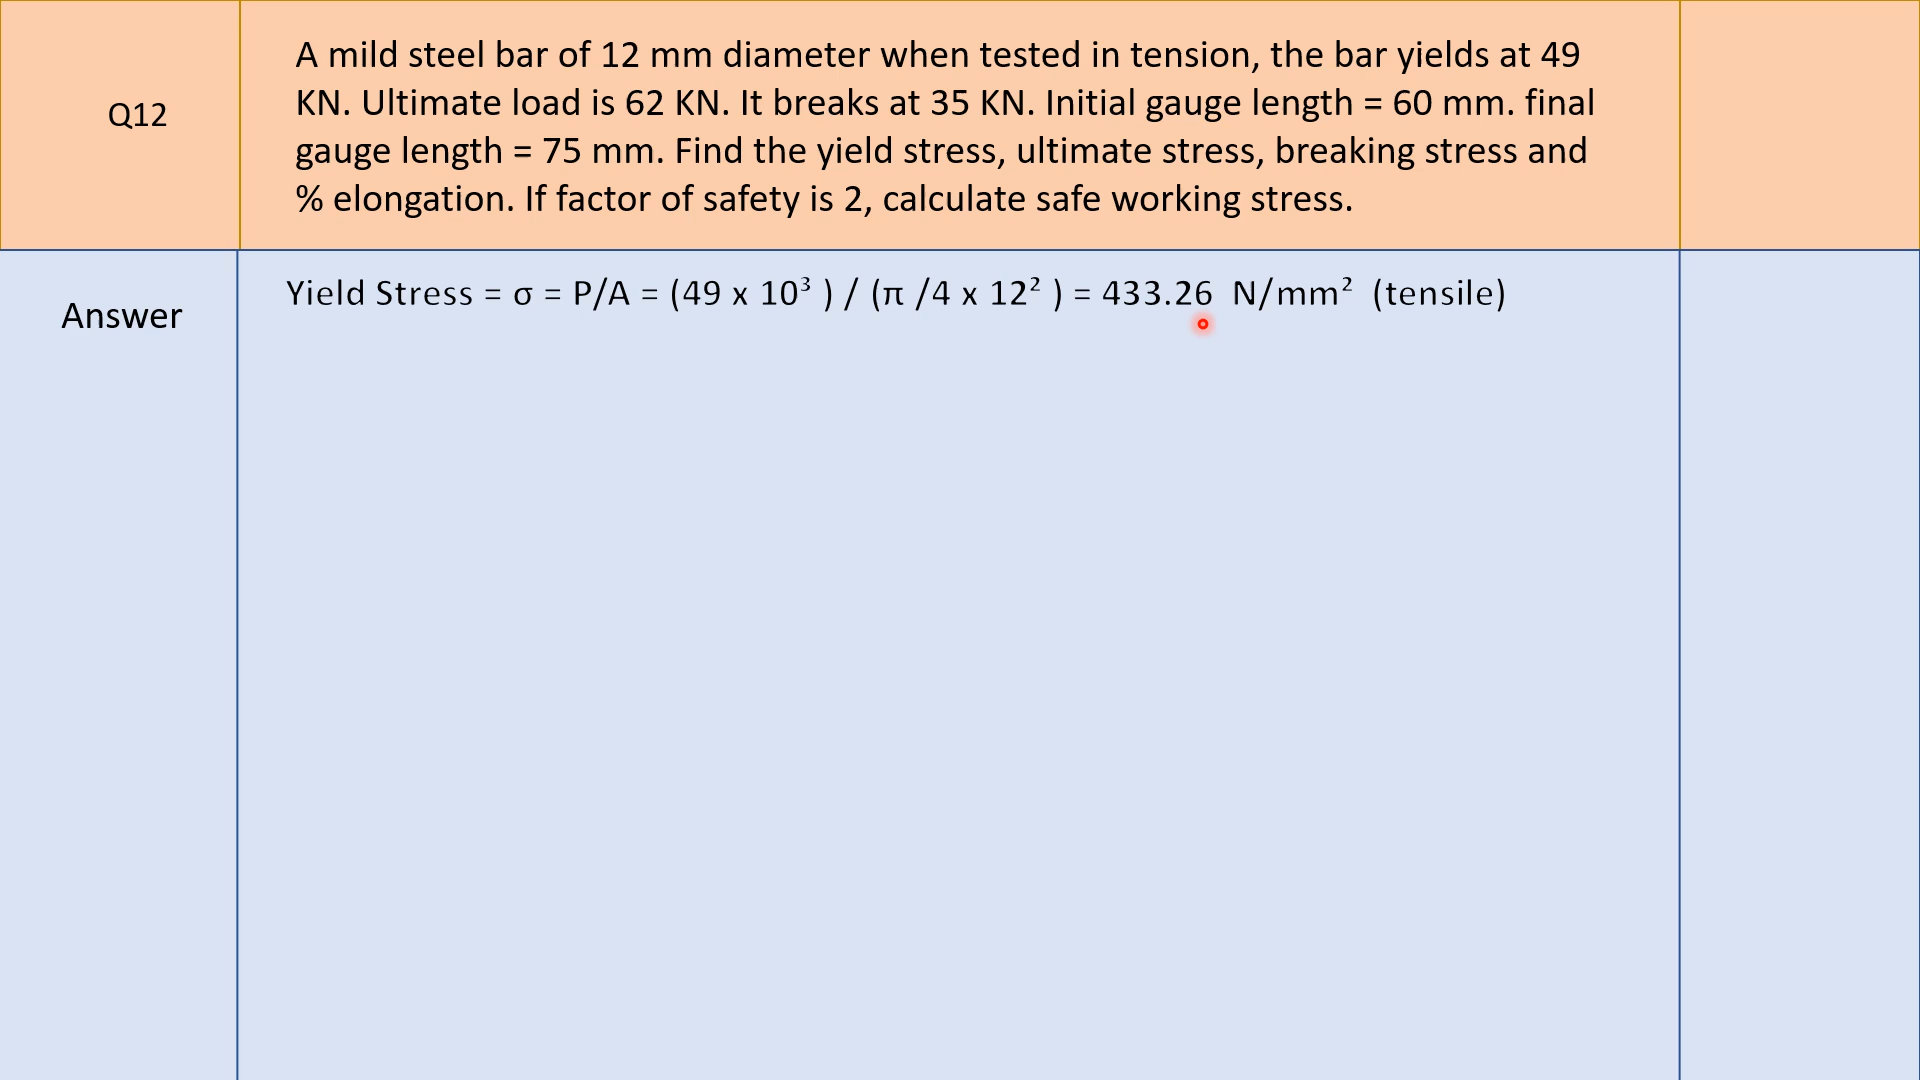 Q12
A mild steel bar of 12 mm diameter when tested in tension, the bar yields at 49
KN. Ultimate load is 62 KN. It breaks at 35 KN. Initial gauge length = 60 mm. final
gauge length = 75 mm. Find the yield stress, ultimate stress, breaking stress and
% elongation. If factor of safety is 2, calculate safe working stress.
Answer
Yield Stress = σ = P/A = (49 x 10³ ) / (π /4 x 12² ) = 433.26 N/mm² (tensile)